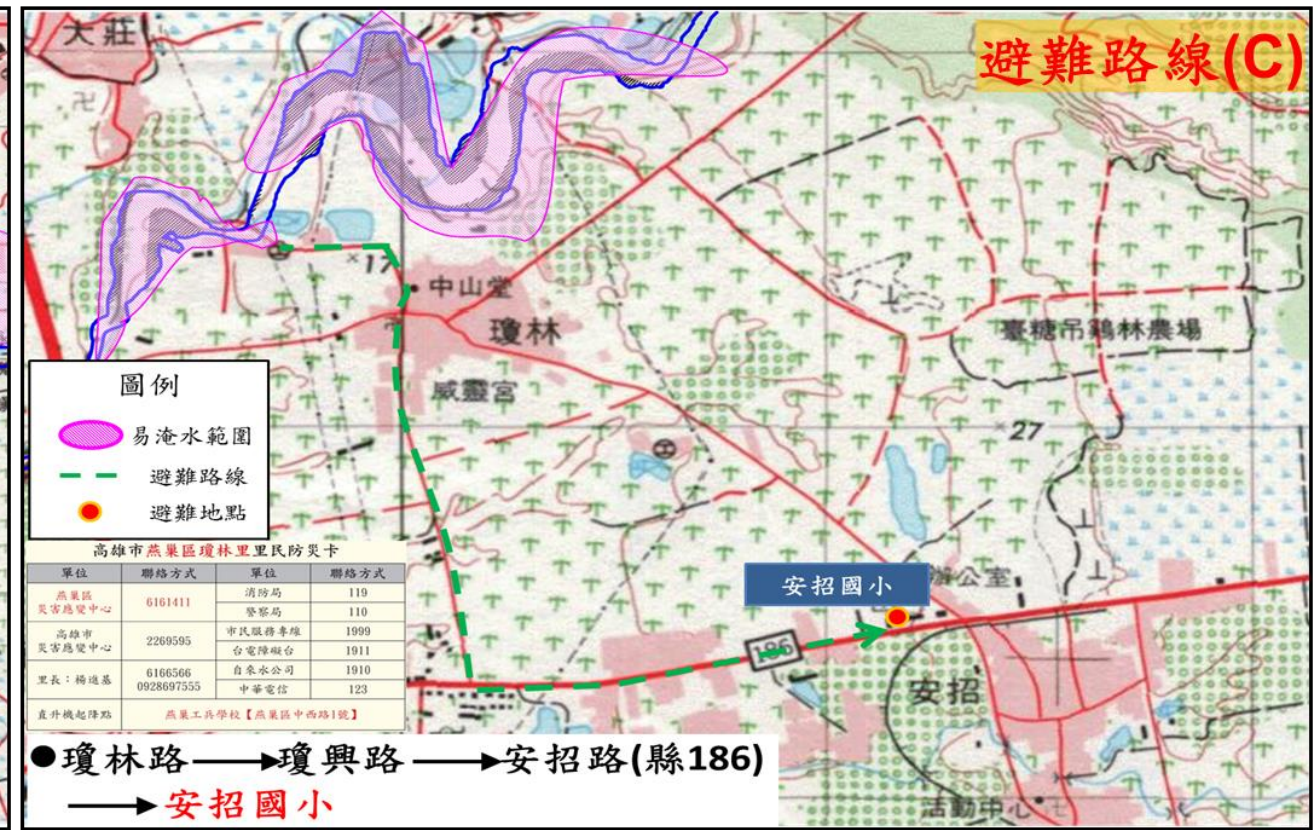 避難路線(C)
大莊
17
中山堂
瓊林
威靈宮
臺糖吊鷄林農場
27
圖例
易淹水範圍
避難路線
避難地點
高雄市燕巢區瓊林里里民防災卡
單位 聯絡方式 單位 聯絡方式
燕巢區災害應變中心 6161411 消防局 119
警察局 110
高雄市災害應變中心 2269595 市民服務專線 1999
台電障礙台 1911
里長：楊進基 6166566 0928697555 自來水公司 1910
中華電信 123
直升機起降點 燕巢工兵學校【燕巢區中西路1號】
安招國小
辦公室
186
安招
活動中心
●瓊林路→瓊興路→安招路(縣186)
→安招國小